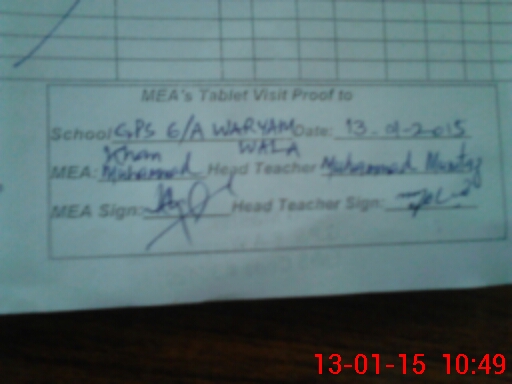 MEA's Tablet Visit Proof to
School GPS 6/A WARYAM Date: 13-01-2015
WALA
Khan
MEA: Muhammad Head Teacher Muhammad Mumtaz
MEA Sign: Head Teacher Sign:
13-01-15 10:49